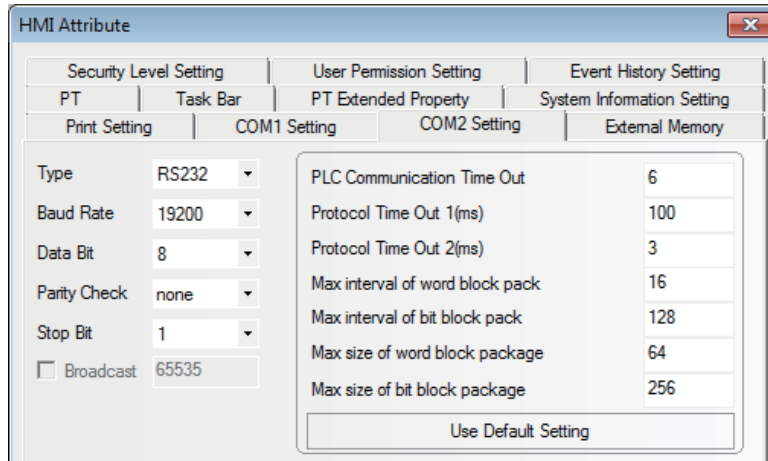 HMI Attribute
Security Level Setting User Permission Setting Event History Setting
PT Task Bar PT Extended Property System Information Setting
Print Setting COM1 Setting COM2 Setting External Memory
Type RS232
Baud Rate 19200
Data Bit 8
Parity Check none
Stop Bit 1
Broadcast 65535
PLC Communication Time Out 6
Protocol Time Out 1(ms) 100
Protocol Time Out 2(ms) 3
Max interval of word block pack 16
Max interval of bit block pack 128
Max size of word block package 64
Max size of bit block package 256
Use Default Setting